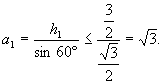 a₁ = h₁ / sin 60° ≤ (3/2) / (√3/2) = √3.